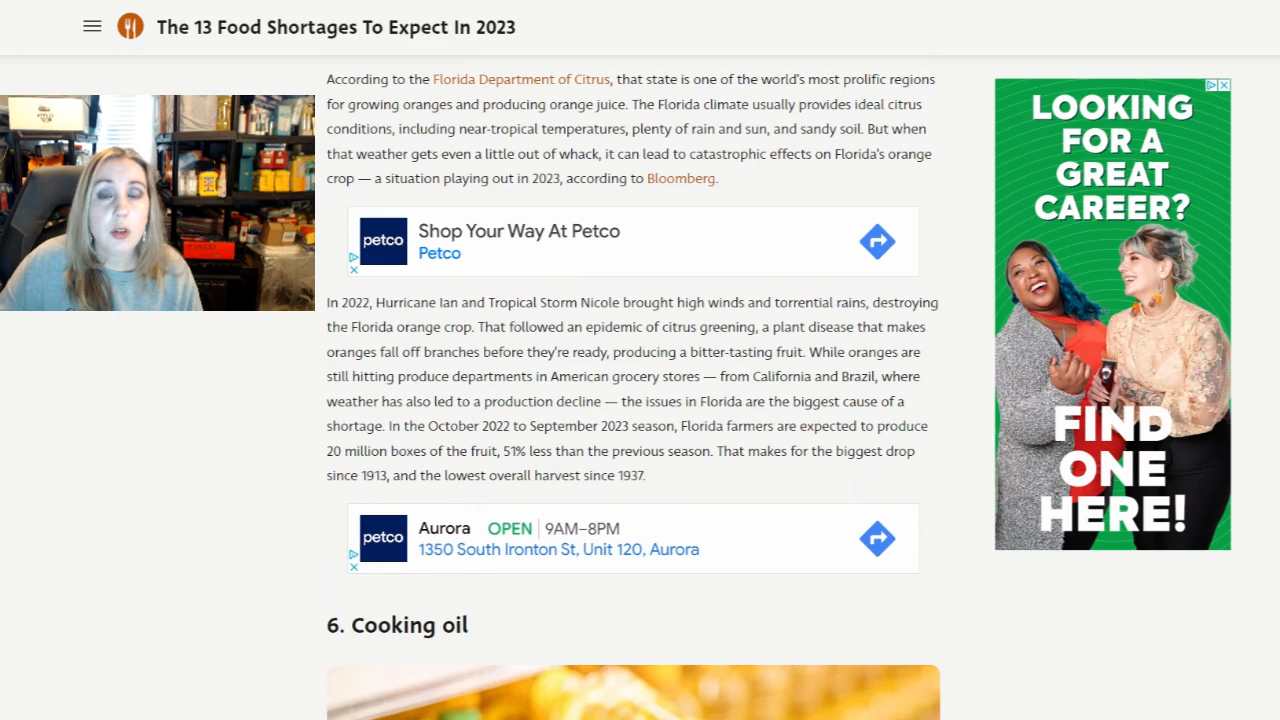 The 13 Food Shortages To Expect In 2023
According to the Florida Department of Citrus, that state is one of the world's most prolific regions
for growing oranges and producing orange juice. The Florida climate usually provides ideal citrus
conditions, including near-tropical temperatures, plenty of rain and sun, and sandy soil. But when
that weather gets even a little out of whack, it can lead to catastrophic effects on Florida's orange
crop — a situation playing out in 2023, according to Bloomberg.
petco
Shop Your Way At Petco
Petco
In 2022, Hurricane Ian and Tropical Storm Nicole brought high winds and torrential rains, destroying
the Florida orange crop. That followed an epidemic of citrus greening, a plant disease that makes
oranges fall off branches before they're ready, producing a bitter-tasting fruit. While oranges are
still hitting produce departments in American grocery stores — from California and Brazil, where
weather has also led to a production decline — the issues in Florida are the biggest cause of a
shortage. In the October 2022 to September 2023 season, Florida farmers are expected to produce
20 million boxes of the fruit, 51% less than the previous season. That makes for the biggest drop
since 1913, and the lowest overall harvest since 1937.
petco
Aurora OPEN 9AM–8PM
1350 South Ironton St, Unit 120, Aurora
6. Cooking oil
LOOKING
FOR A
GREAT
CAREER?
FIND
ONE
HERE!